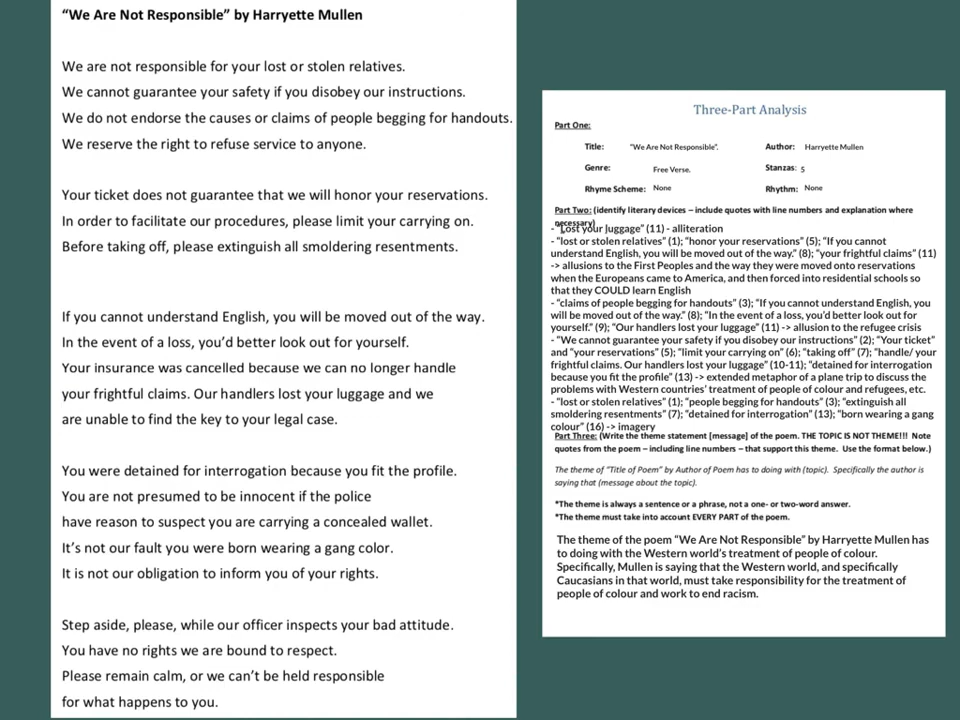 “We Are Not Responsible” by Harryette Mullen
We are not responsible for your lost or stolen relatives.
We cannot guarantee your safety if you disobey our instructions.
We do not endorse the causes or claims of people begging for handouts.
We reserve the right to refuse service to anyone.
Your ticket does not guarantee that we will honor your reservations.
In order to facilitate our procedures, please limit your carrying on.
Before taking off, please extinguish all smoldering resentments.
If you cannot understand English, you will be moved out of the way.
In the event of a loss, you’d better look out for yourself.
Your insurance was cancelled because we can no longer handle
your frightful claims. Our handlers lost your luggage and we
are unable to find the key to your legal case.
You were detained for interrogation because you fit the profile.
You are not presumed to be innocent if the police
have reason to suspect you are carrying a concealed wallet.
It’s not our fault you were born wearing a gang color.
It is not our obligation to inform you of your rights.
Step aside, please, while our officer inspects your bad attitude.
You have no rights we are bound to respect.
Please remain calm, or we can’t be held responsible
for what happens to you.
Three-Part Analysis
Part One:
Title: “We Are Not Responsible”. Author: Harryette Mullen
Genre: Free Verse. Stanzas: 5
Rhyme Scheme: None Rhythm: None
Part Two: (identify literary devices – include quotes with line numbers and explanation where
necessary)
- “Lost your luggage” (11) - alliteration
- “lost or stolen relatives” (1); “honor your reservations” (5); “If you cannot
understand English, you will be moved out of the way.” (8); “your frightful claims” (11)
-> allusions to the First Peoples and the way they were moved onto reservations
when the Europeans came to America, and then forced into residential schools so
that they COULD learn English
- “claims of people begging for handouts” (3); “If you cannot understand English, you
will be moved out of the way.” (8); “In the event of a loss, you’d better look out for
yourself.” (9); “Our handlers lost your luggage” (11) -> allusion to the refugee crisis
- “We cannot guarantee your safety if you disobey our instructions” (2); “Your ticket”
and “your reservations” (5); “limit your carrying on” (6); “taking off” (7); “handle/ your
frightful claims. Our handlers lost your luggage” (10-11); “detained for interrogation
because you fit the profile” (13) -> extended metaphor of a plane trip to discuss the
problems with Western countries’ treatment of people of colour and refugees, etc.
- “lost or stolen relatives” (1); “people begging for handouts” (3); “extinguish all
smoldering resentments” (7); “detained for interrogation” (13); “born wearing a gang
colour” (16) -> imagery
Part Three: (Write the theme statement [message] of the poem. THE TOPIC IS NOT THEME!!! Note
quotes from the poem – including line numbers – that support this theme. Use the format below.)
The theme of “Title of Poem” by Author of Poem has to doing with (topic). Specifically the author is
saying that (message about the topic).
*The theme is always a sentence or a phrase, not a one- or two-word answer.
*The theme must take into account EVERY PART of the poem.
The theme of the poem “We Are Not Responsible” by Harryette Mullen has
to doing with the Western world’s treatment of people of colour.
Specifically, Mullen is saying that the Western world, and specifically
Caucasians in that world, must take responsibility for the treatment of
people of colour and work to end racism.